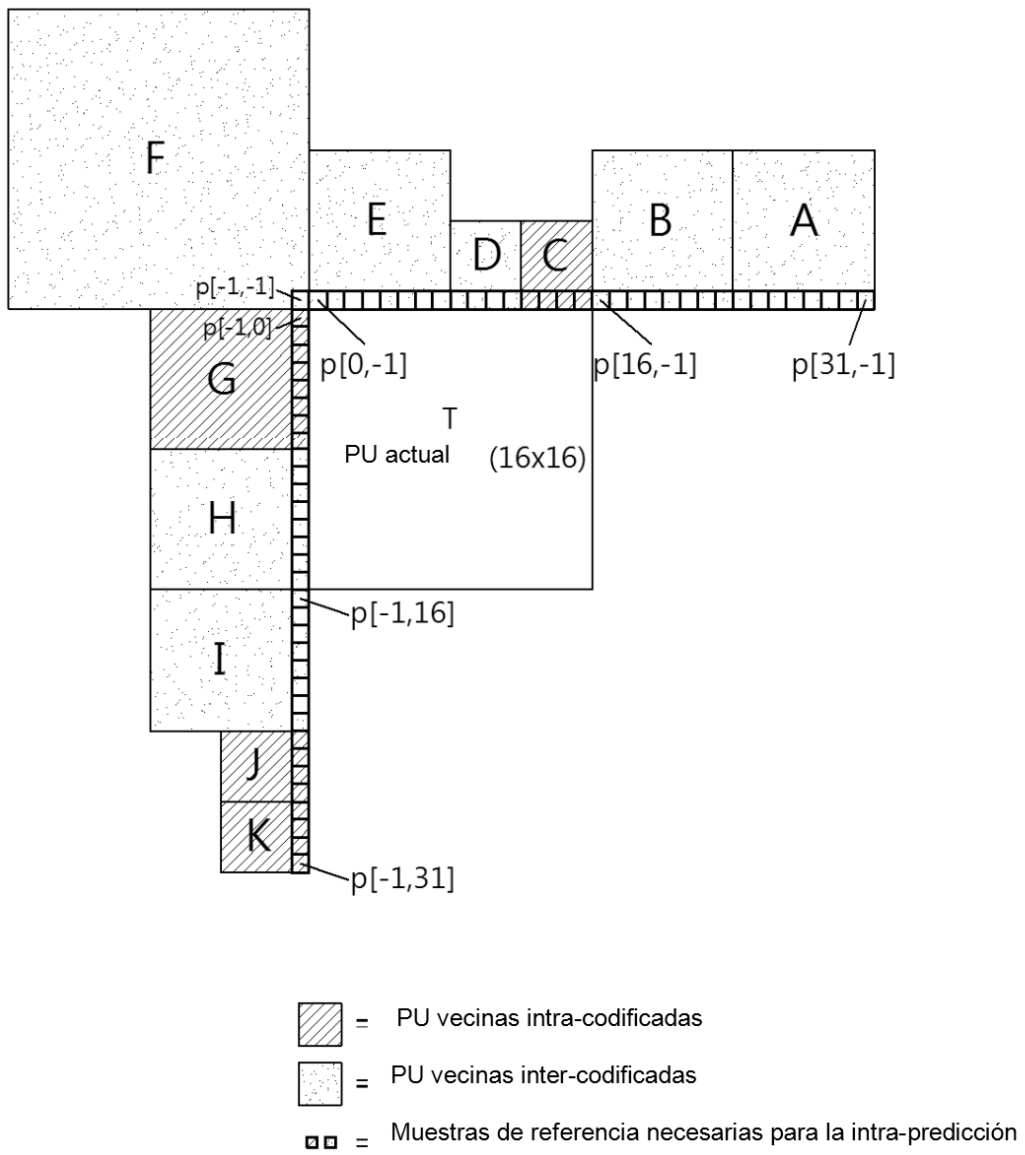 F
E
D
C
B
A
p[-1,-1]
p[-1,0]
p[0,-1]
p[16,-1]
p[31,-1]
G
T
PU actual (16x16)
H
p[-1,16]
I
J
K
p[-1,31]
= PU vecinas intra-codificadas
= PU vecinas inter-codificadas
= Muestras de referencia necesarias para la intra-predicción